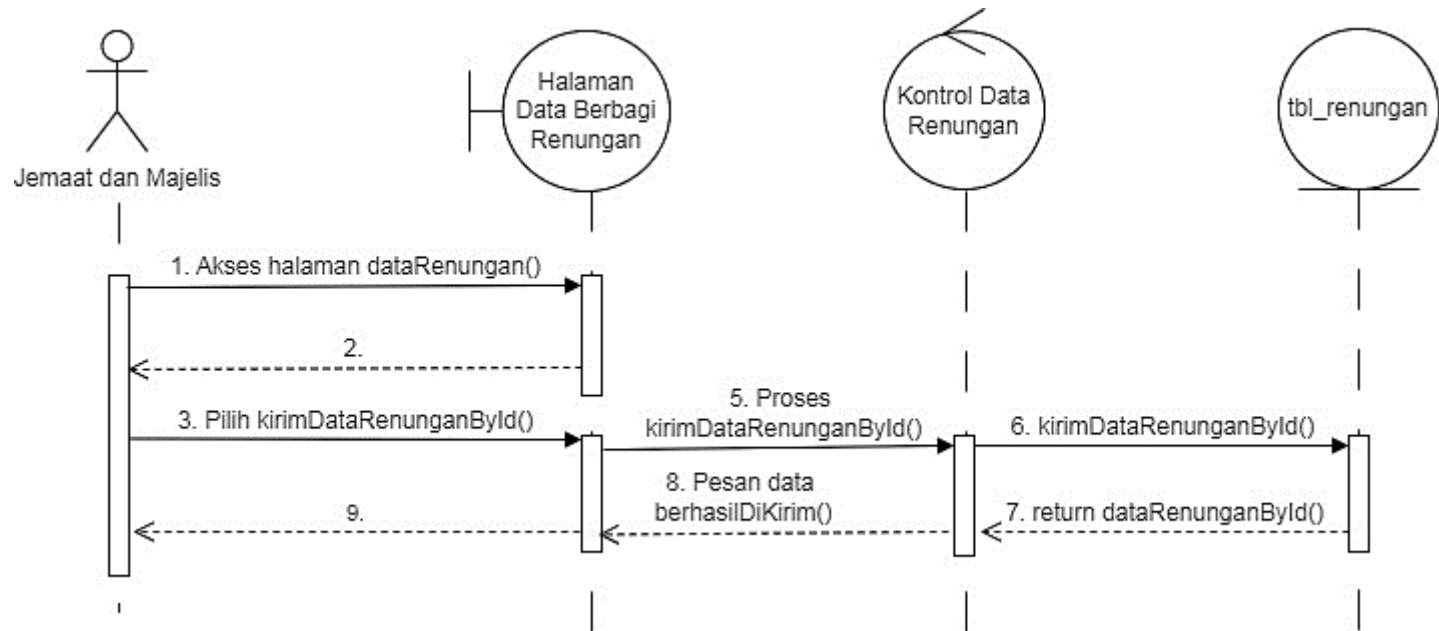 Halaman
Data Berbagi
Renungan
Kontrol Data
Renungan
tbl_renungan
Jemaat dan Majelis
1. Akses halaman dataRenungan()
2.
3. Pilih kirimDataRenunganById()
5. Proses
kirimDataRenunganById()
6. kirimDataRenunganById()
8. Pesan data
berhasilDiKirim()
7. return dataRenunganById()
9.